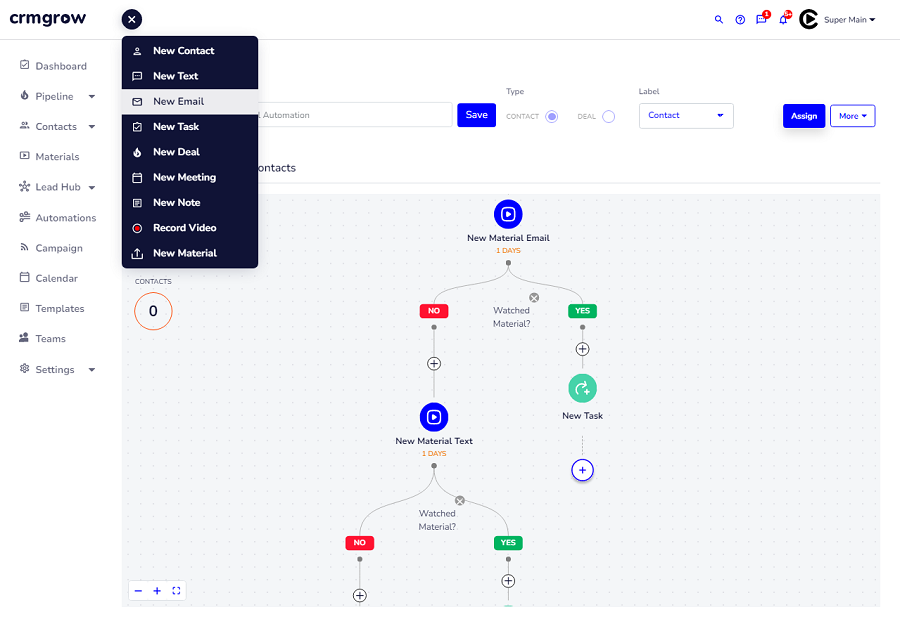 crmgrow
1
9+
Super Main
New Contact
New Text
New Email
New Task
New Deal
New Meeting
New Note
Record Video
New Material
Dashboard
Pipeline
Contacts
Materials
Lead Hub
Automations
Campaign
Calendar
Templates
Teams
Settings
Automation
Save
Type
CONTACT
DEAL
Label
Contact
Assign
More
ontacts
CONTACTS
0
New Material Email
1 DAYS
NO
Watched
Material?
YES
New Task
New Material Text
1 DAYS
Watched
Material?
NO
YES